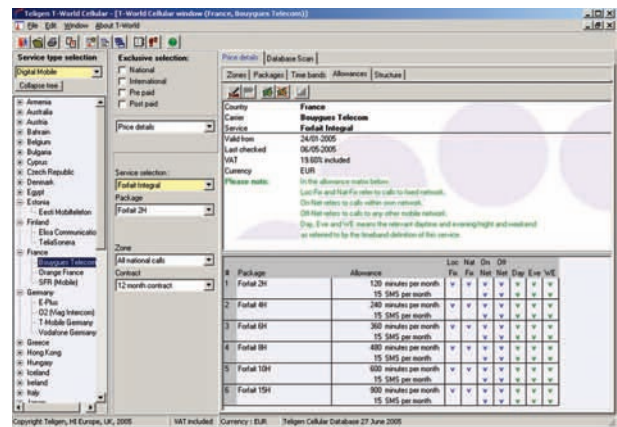 Teligen T-World Cellular - [T-World Cellular window (France, Bouygues Telecom)]
File Edit Window About T-World
Service type selection
Digital Mobile
Collapse tree
Armenia
Australia
Austria
Bahrain
Belgium
Bulgaria
Cyprus
Czech Republic
Denmark
Egypt
Estonia
Eesti Mobiltelefon
Finland
Elisa Communicatio
TeliaSonera
France
Bouygues Telecom
Orange France
SFR (Mobile)
Germany
E-Plus
O2 (Viag Intercom)
T-Mobile Germany
Vodafone Germany
Greece
Hong Kong
Hungary
Iceland
Ireland
Italy
Exclusive selection:
National
International
Pre paid
Post paid
Price details
Service selection:
Forfait Integral
Package
Forfait 2H
Zone
All national calls
Contract
12 month contract
Price details Database Scan
Zones Packages Time bands Allowances Structure
Country France
Carrier Bouygues Telecom
Service Forfait Integral
Valid from 24/01-2005
Last checked 06/05-2005
VAT 19.60% included
Currency EUR
Please note: In the allowance matrix below:
Loc-Fix and Nat-Fix refer to calls to fixed network.
On-Net refers to calls within own network.
Off-Net refers to calls to any other mobile network.
Day, Eve and WE means the relevant daytime and evening/night and weekend
as referred to by the timeband definition of this service.
Loc Nat On Off
# Package Allowance Fix Fix Net Net Day Eve WE
1 Forfait 2H 120 minutes per month v v v v v v v
15 SMS per month v v v v v
2 Forfait 4H 240 minutes per month v v v v v v v
15 SMS per month v v v v v
3 Forfait 6H 360 minutes per month v v v v v v v
15 SMS per month v v v v v
4 Forfait 8H 480 minutes per month v v v v v v v
15 SMS per month v v v v v
5 Forfait 10H 600 minutes per month v v v v v v v
15 SMS per month v v v v v
6 Forfait 15H 900 minutes per month v v v v v v v
15 SMS per month v v v v v
Copyright Teligen, HI Europe, UK, 2005 VAT included Currency : EUR Teligen Cellular Database 27 June 2005